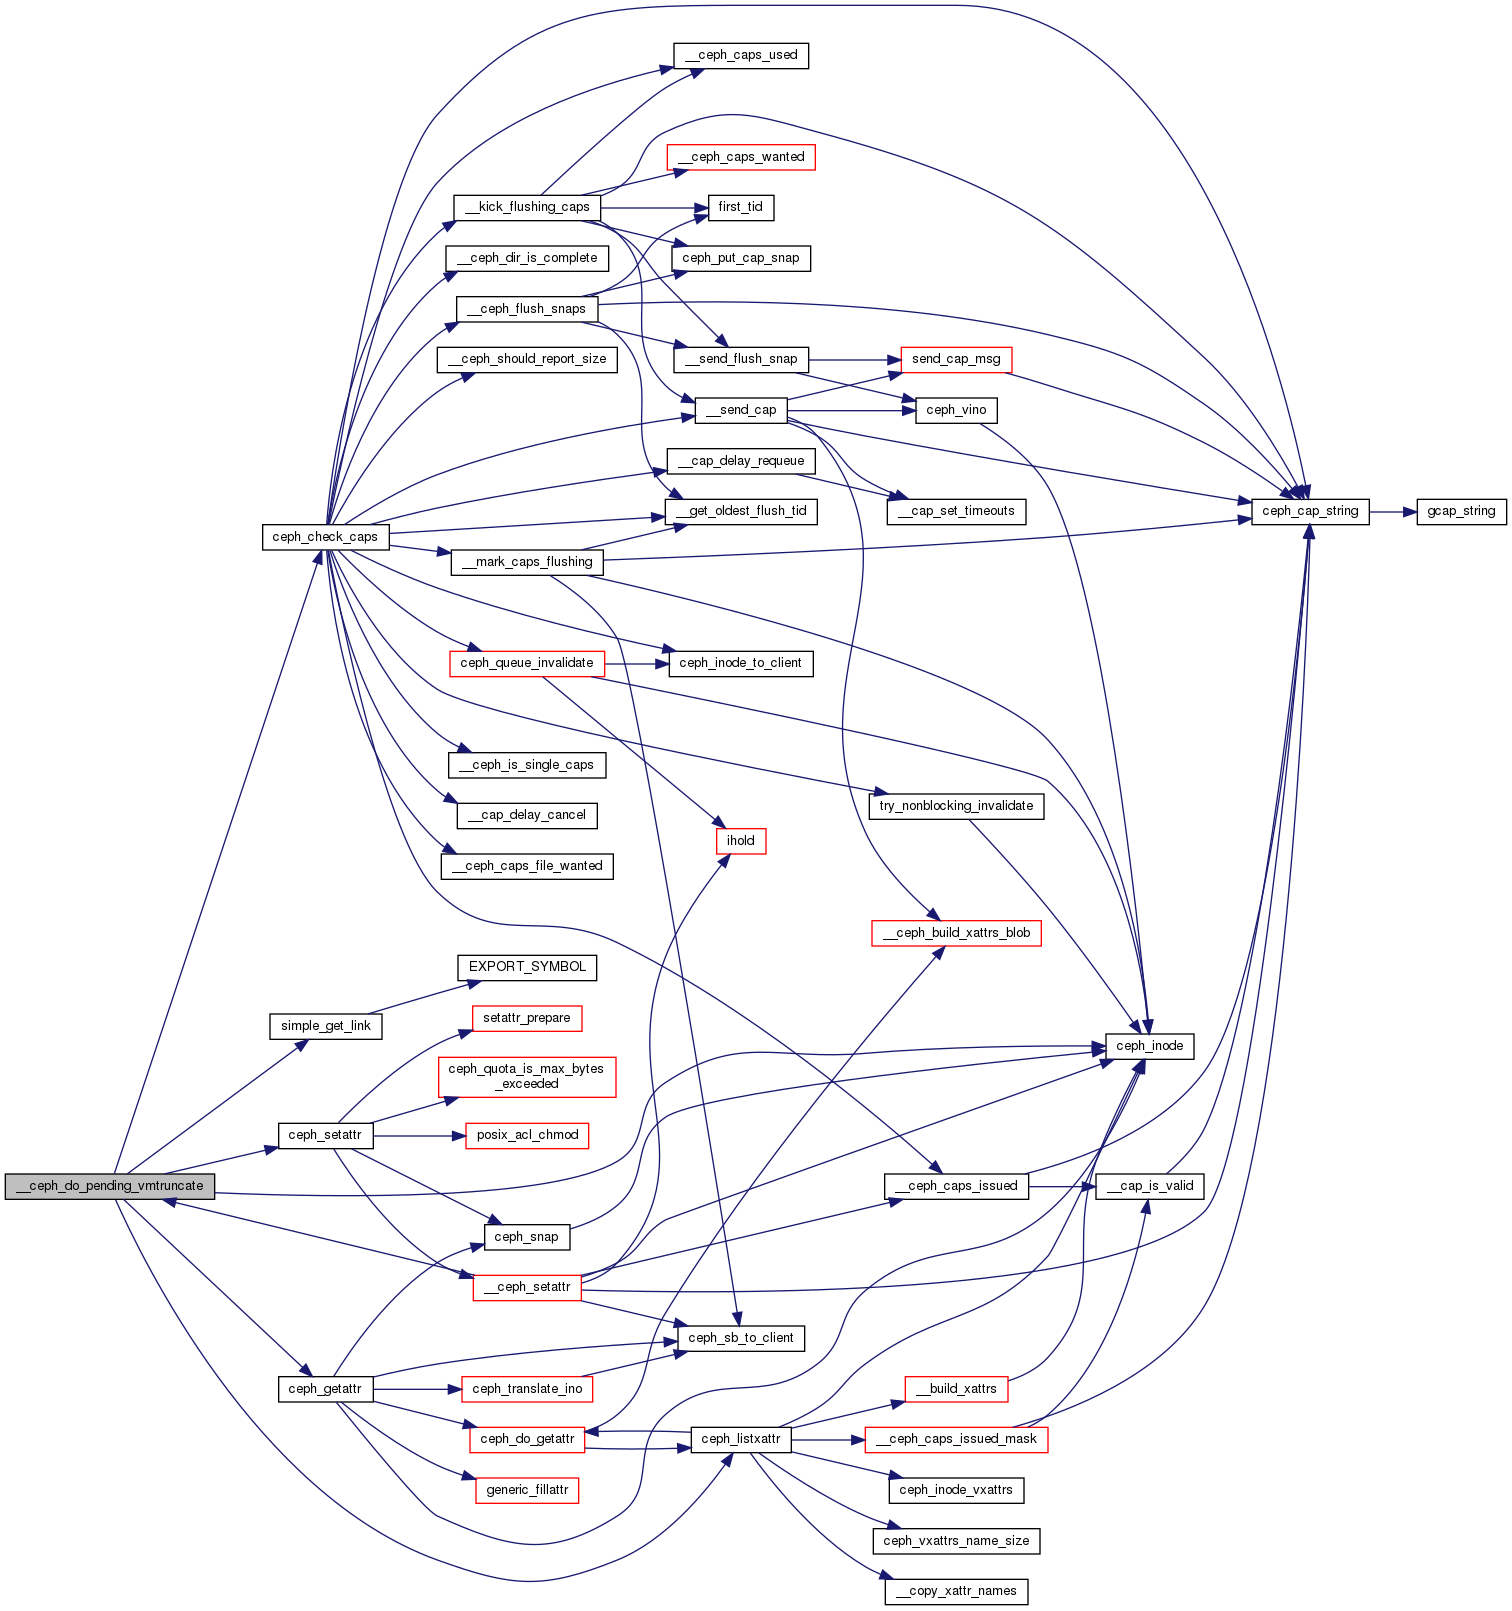 __ceph_caps_used
__ceph_caps_wanted
__kick_flushing_caps
first_tid
__ceph_dir_is_complete
ceph_put_cap_snap
__ceph_flush_snaps
__ceph_should_report_size
__send_flush_snap
send_cap_msg
__send_cap
ceph_vino
__cap_delay_requeue
__get_oldest_flush_tid
__cap_set_timeouts
ceph_cap_string
gcap_string
ceph_check_caps
__mark_caps_flushing
ceph_queue_invalidate
ceph_inode_to_client
__ceph_is_single_caps
try_nonblocking_invalidate
__cap_delay_cancel
ihold
__ceph_caps_file_wanted
__ceph_build_xattrs_blob
EXPORT_SYMBOL
simple_get_link
setattr_prepare
ceph_inode
ceph_quota_is_max_bytes
_exceeded
ceph_setattr
posix_acl_chmod
__ceph_do_pending_vmtruncate
__ceph_caps_issued
__cap_is_valid
ceph_snap
__ceph_setattr
ceph_sb_to_client
ceph_getattr
ceph_translate_ino
__build_xattrs
ceph_do_getattr
ceph_listxattr
__ceph_caps_issued_mask
generic_fillattr
ceph_inode_vxattrs
ceph_vxattrs_name_size
__copy_xattr_names